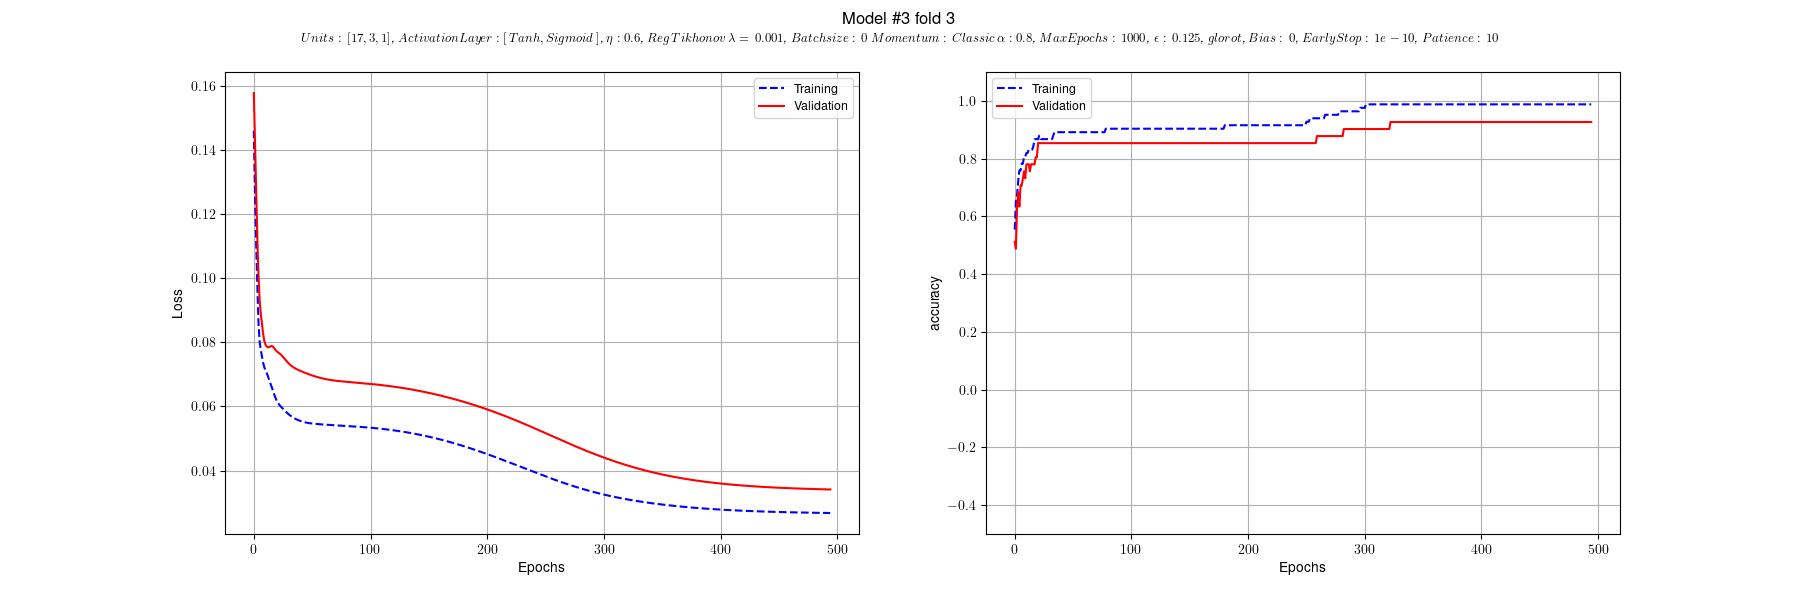 Model #3 fold 3
Units : [17, 3, 1], ActivationLayer : [Tanh, Sigmoid], η : 0.6, RegTikhonov λ = 0.001, Batchsize : 0 Momentum : Classic α : 0.8, MaxEpochs : 1000, ϵ : 0.125, glorot, Bias : 0, EarlyStop : 1e − 10, Patience : 10
Loss
0.16
0.14
0.12
0.10
0.08
0.06
0.04
0 100 200 300 400 500
Epochs
Training
Validation
accuracy
1.0
0.8
0.6
0.4
0.2
0.0
−0.2
−0.4
0 100 200 300 400 500
Epochs
Training
Validation